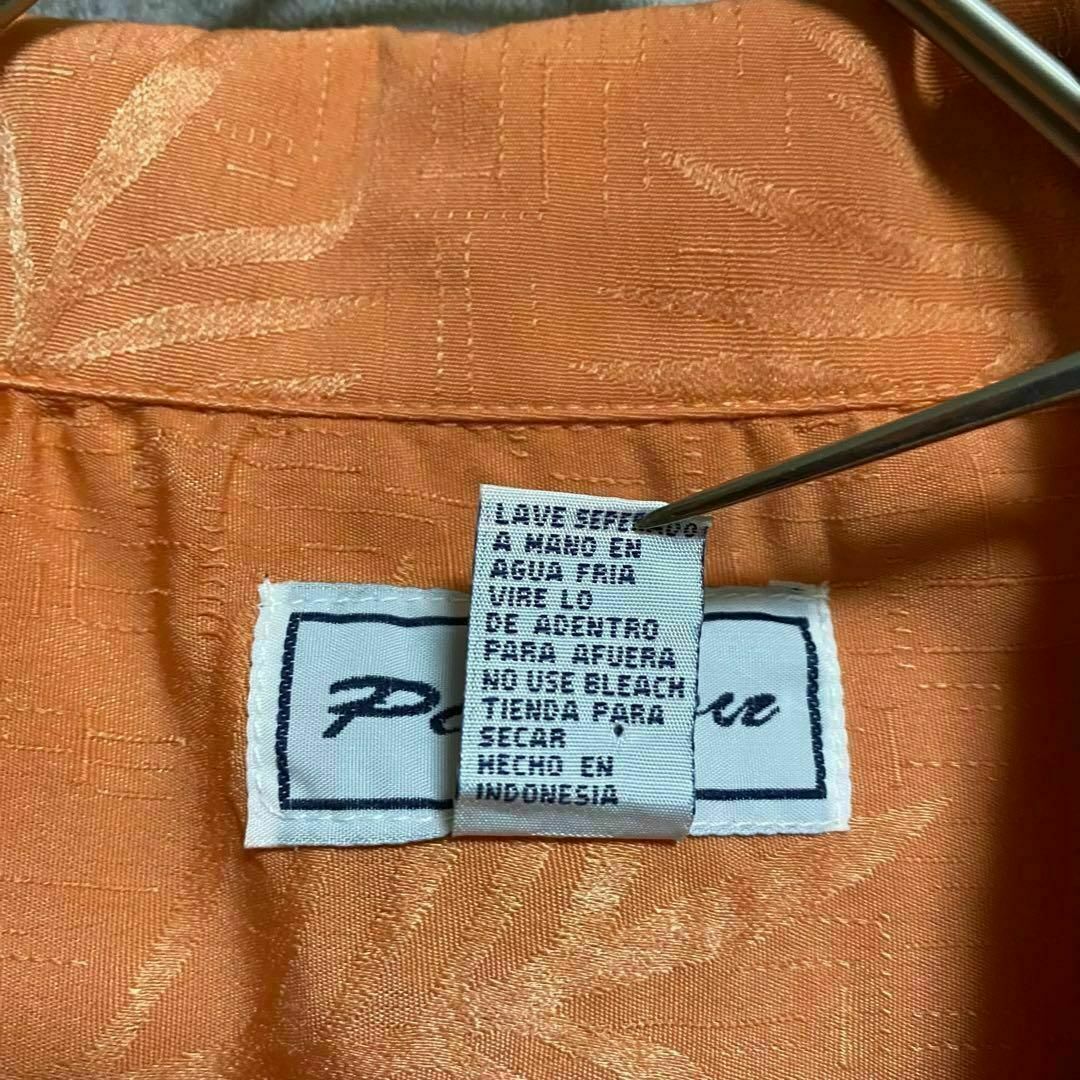 LAVE
A MANO EN
AGUA FRIA
VIRE LO
DE ADENTRO
PARA AFUERA
NO USE BLEACH
TIENDA PARA
SECAR
HECHO EN
INDONESIA